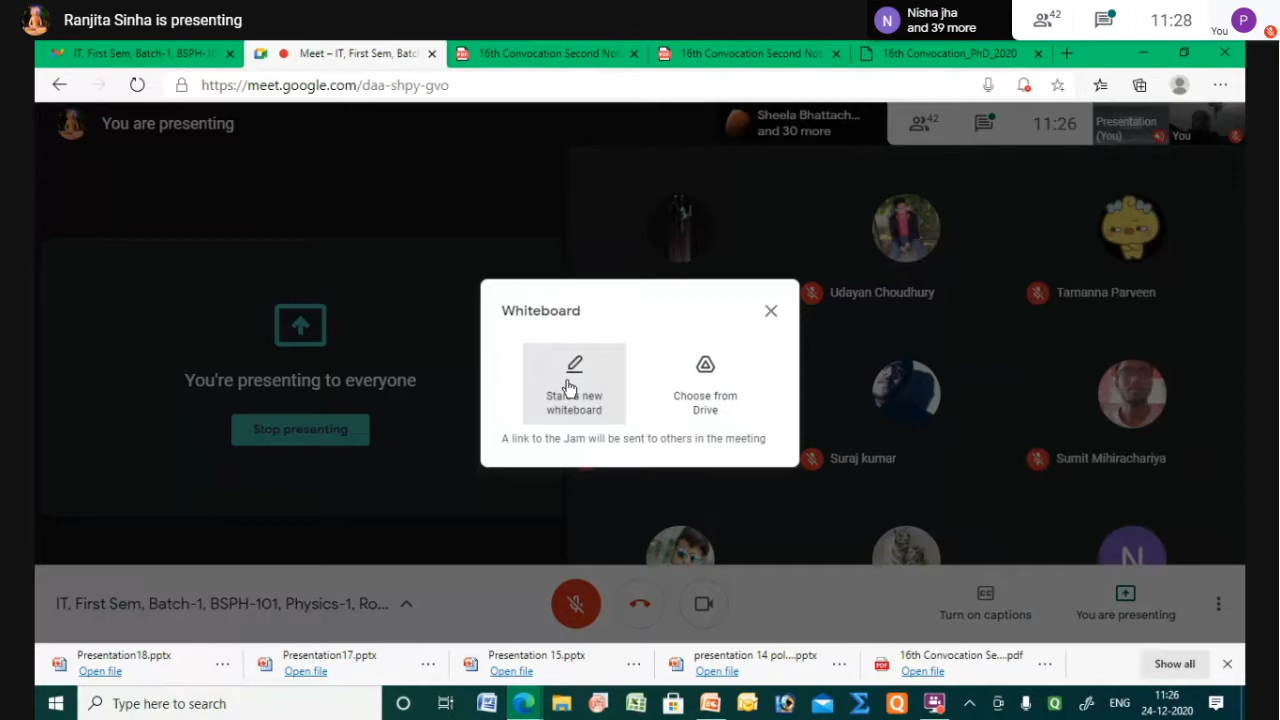 Ranjita Sinha is presenting
Nisha jha
and 39 more
42
11:28
You
P
N
IT, First Sem, Batch-1, BSPH-10
Meet – IT, First Sem, Batc
16th Convocation Second Not
16th Convocation Second Not
16th Convocation_PhD_2020
https://meet.google.com/daa-shpy-gvo
You are presenting
Sheela Bhattach...
and 30 more
42
11:26
Presentation
(You)
You
Udayan Choudhury
Tamanna Parveen
Whiteboard
Start a new
whiteboard
Choose from
Drive
A link to the Jam will be sent to others in the meeting
You're presenting to everyone
Stop presenting
Suraj kumar
Sumit Mihirachariya
N
IT, First Sem, Batch-1, BSPH-101, Physics-1, Ro...
Turn on captions
You are presenting
Presentation18.pptx
Open file
Presentation17.pptx
Open file
Presentation 15.pptx
Open file
presentation 14 pol....pptx
Open file
16th Convocation Se....pdf
Open file
Show all
Type here to search
ENG
11:26
24-12-2020